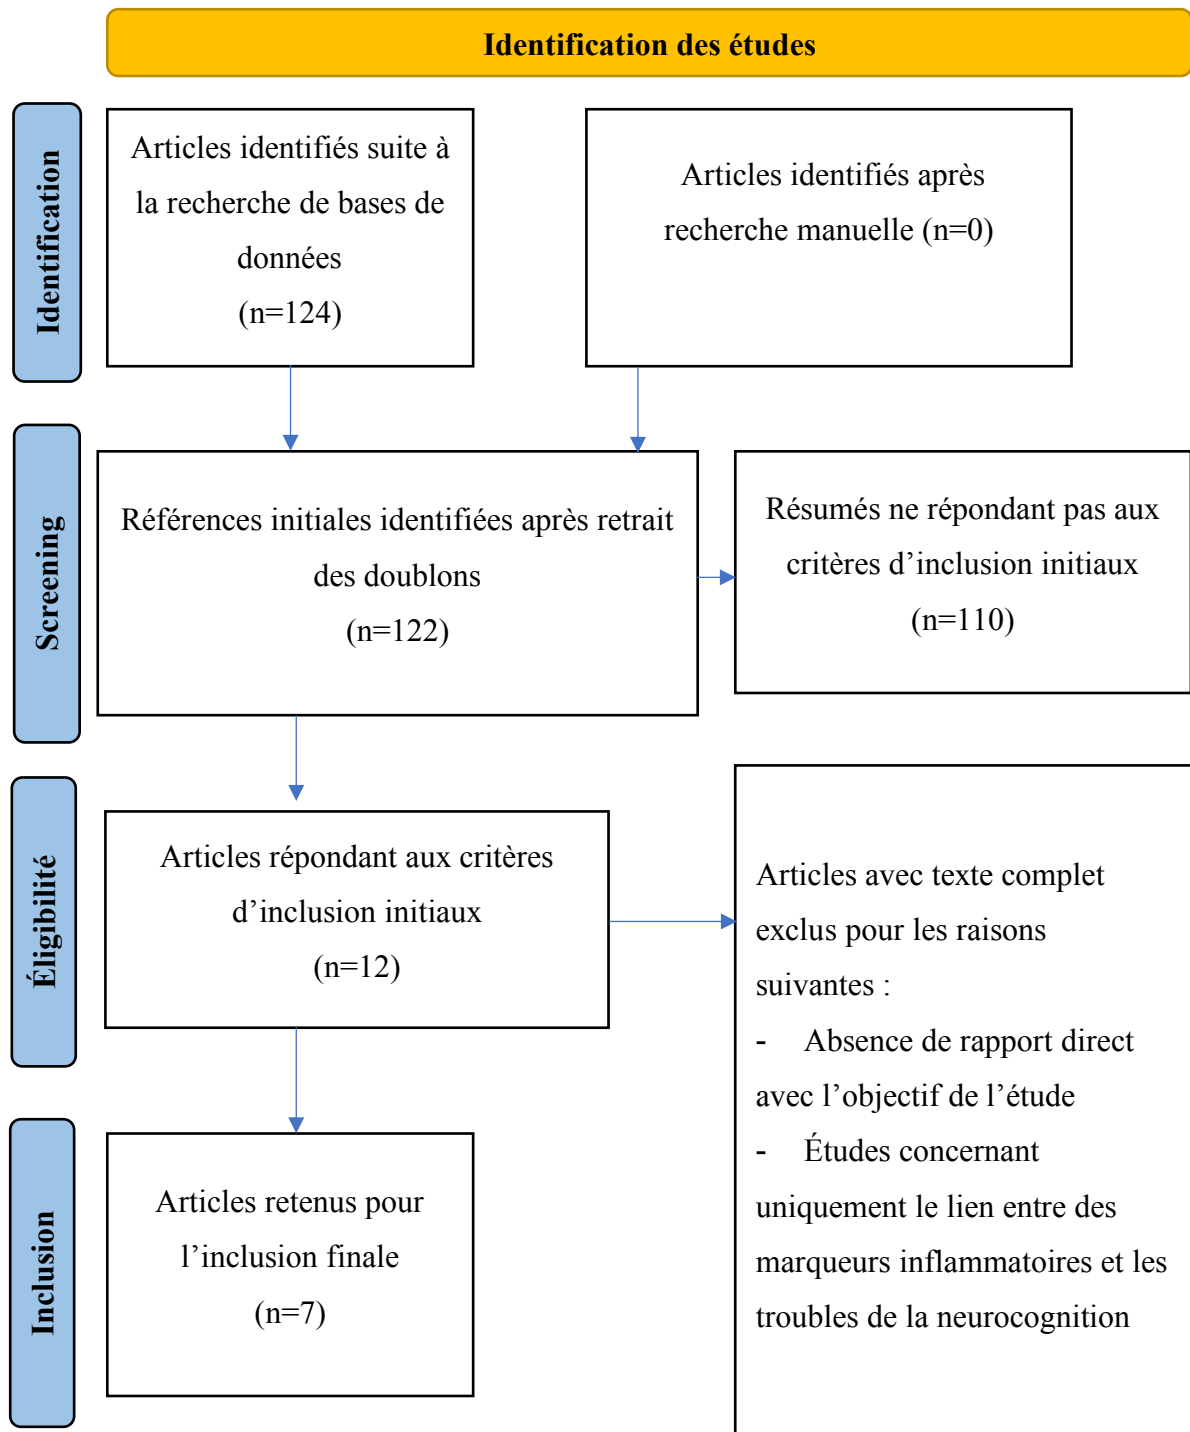 Identification des études
Identification
Articles identifiés suite à
la recherche de bases de
données
(n=124)
Articles identifiés après
recherche manuelle (n=0)
Screening
Références initiales identifiées après retrait
des doublons
(n=122)
Résumés ne répondant pas aux
critères d’inclusion initiaux
(n=110)
Éligibilité
Articles répondant aux critères
d’inclusion initiaux
(n=12)
Articles avec texte complet
exclus pour les raisons
suivantes :
- Absence de rapport direct
avec l’objectif de l’étude
- Études concernant
uniquement le lien entre des
marqueurs inflammatoires et les
troubles de la neurocognition
Inclusion
Articles retenus pour
l’inclusion finale
(n=7)